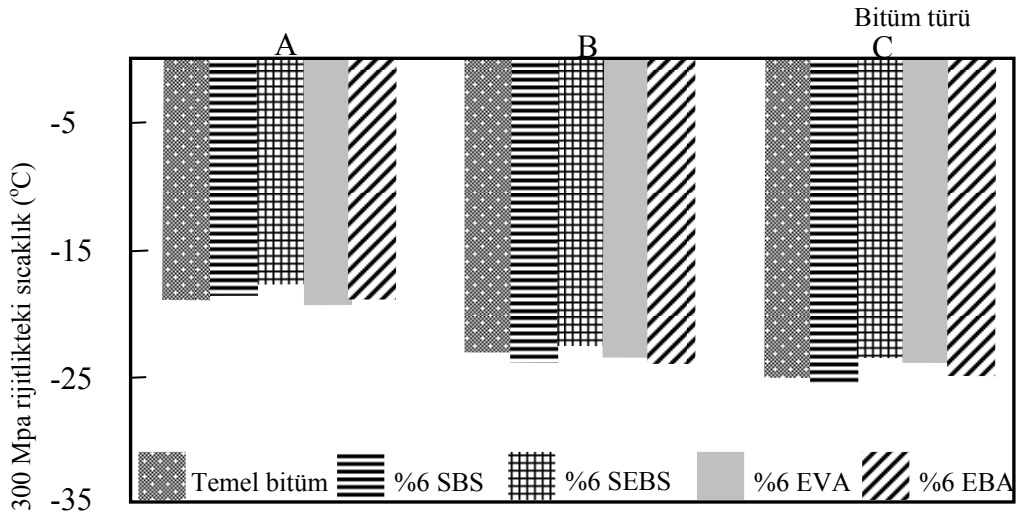 Bitüm türü
A
B
C
-5
-15
-25
-35
300 Mpa rijitlikteki sıcaklık (°C)
Temel bitüm
%6 SBS
%6 SEBS
%6 EVA
%6 EBA